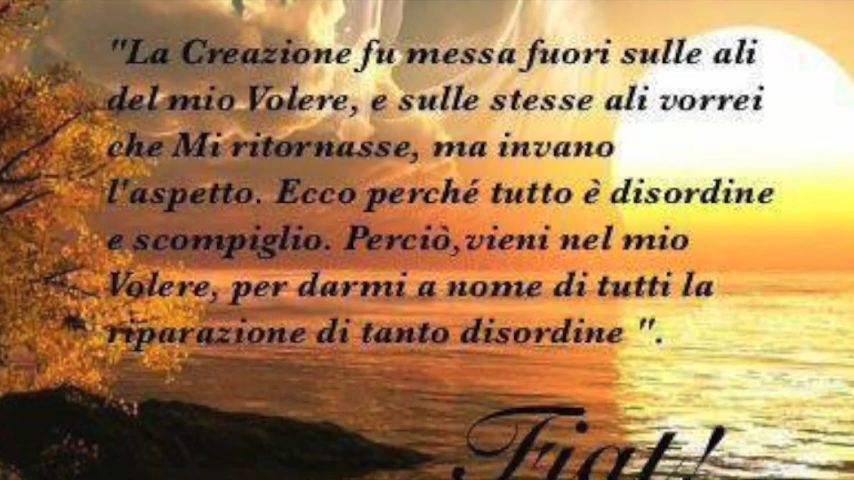 "La Creazione fu messa fuori sulle ali
del mio Volere, e sulle stesse ali vorrei
che Mi ritornasse, ma invano
l'aspetto. Ecco perché tutto è disordine
e scompiglio. Perciò,vieni nel mio
Volere, per darmi a nome di tutti la
riparazione di tanto disordine ".
Fiat!